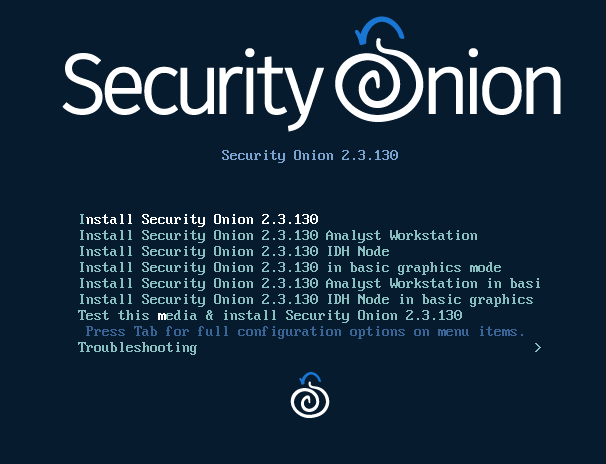 Security Onion
Security Onion 2.3.130
Install Security Onion 2.3.130
Install Security Onion 2.3.130 Analyst Workstation
Install Security Onion 2.3.130 IDH Node
Install Security Onion 2.3.130 in basic graphics mode
Install Security Onion 2.3.130 Analyst Workstation in basi
Install Security Onion 2.3.130 IDH Node in basic graphics
Test this media & install Security Onion 2.3.130
Press Tab for full configuration options on menu items.
Troubleshooting >